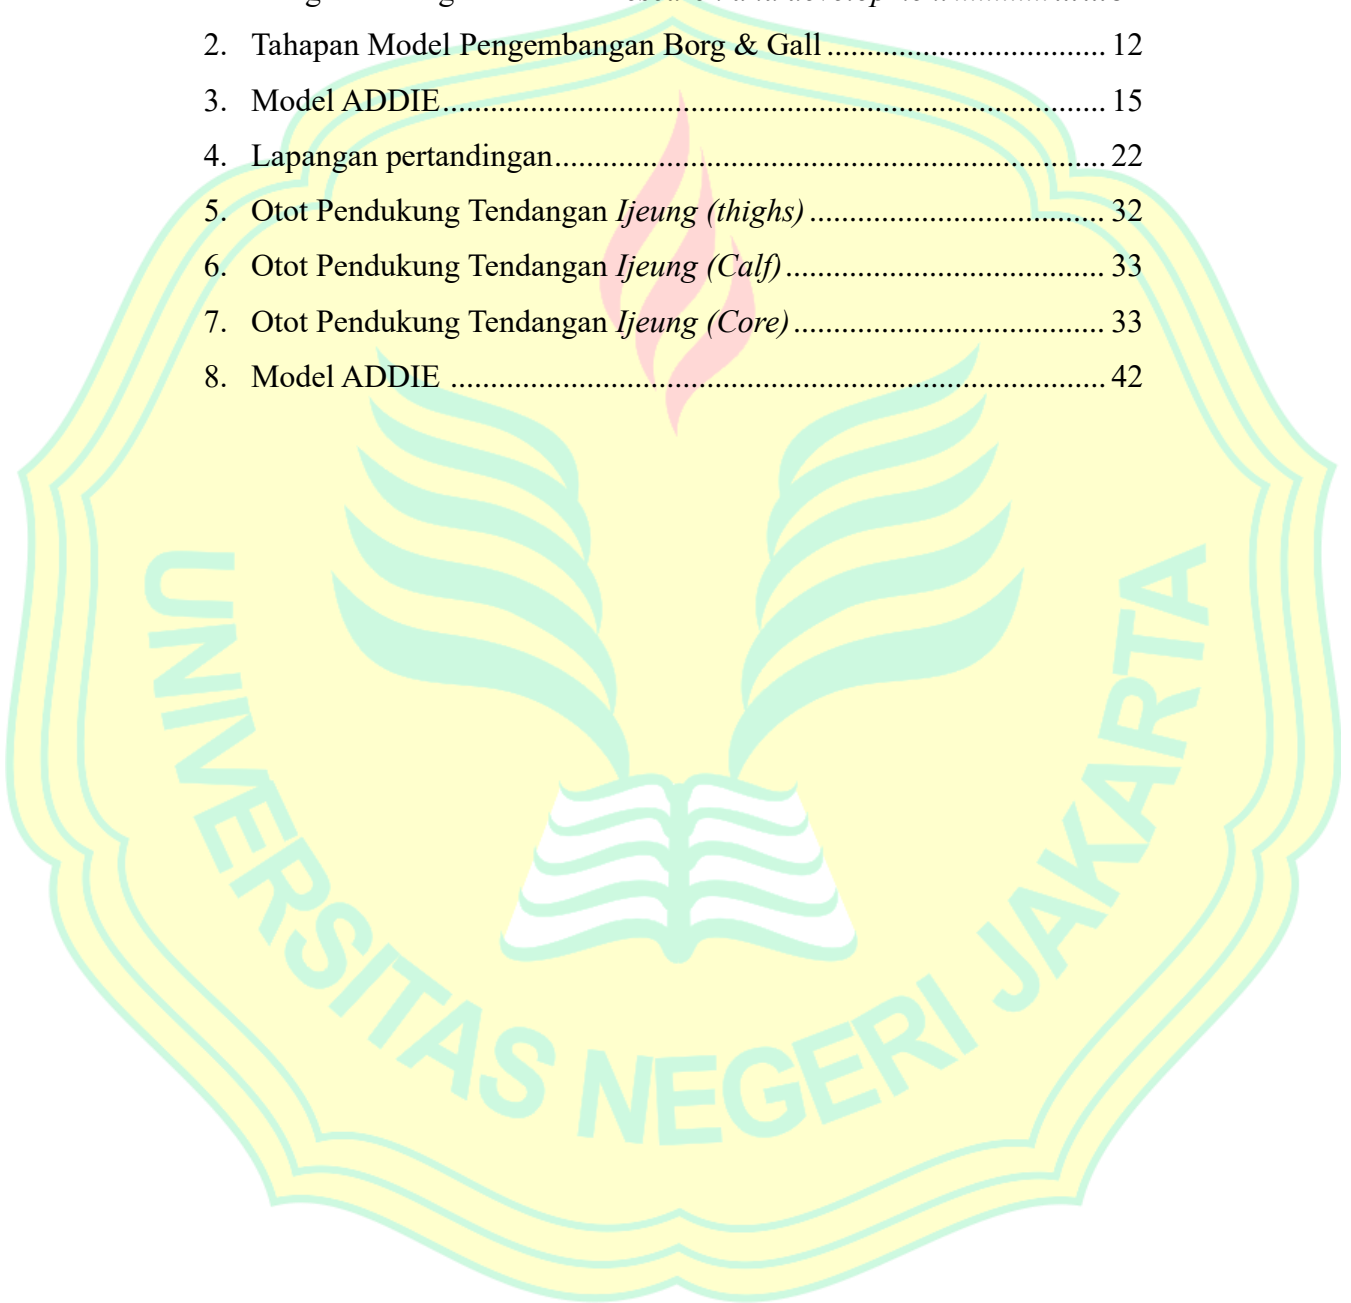 2. Tahapan Model Pengembangan Borg & Gall ................................... 12
3. Model ADDIE ................................................................................... 15
4. Lapangan pertandingan ..................................................................... 22
5. Otot Pendukung Tendangan Ijeung (thighs) ..................................... 32
6. Otot Pendukung Tendangan Ijeung (Calf) ........................................ 33
7. Otot Pendukung Tendangan Ijeung (Core) ....................................... 33
8. Model ADDIE .................................................................................. 42
UNIVERSITAS NEGERI JAKARTA